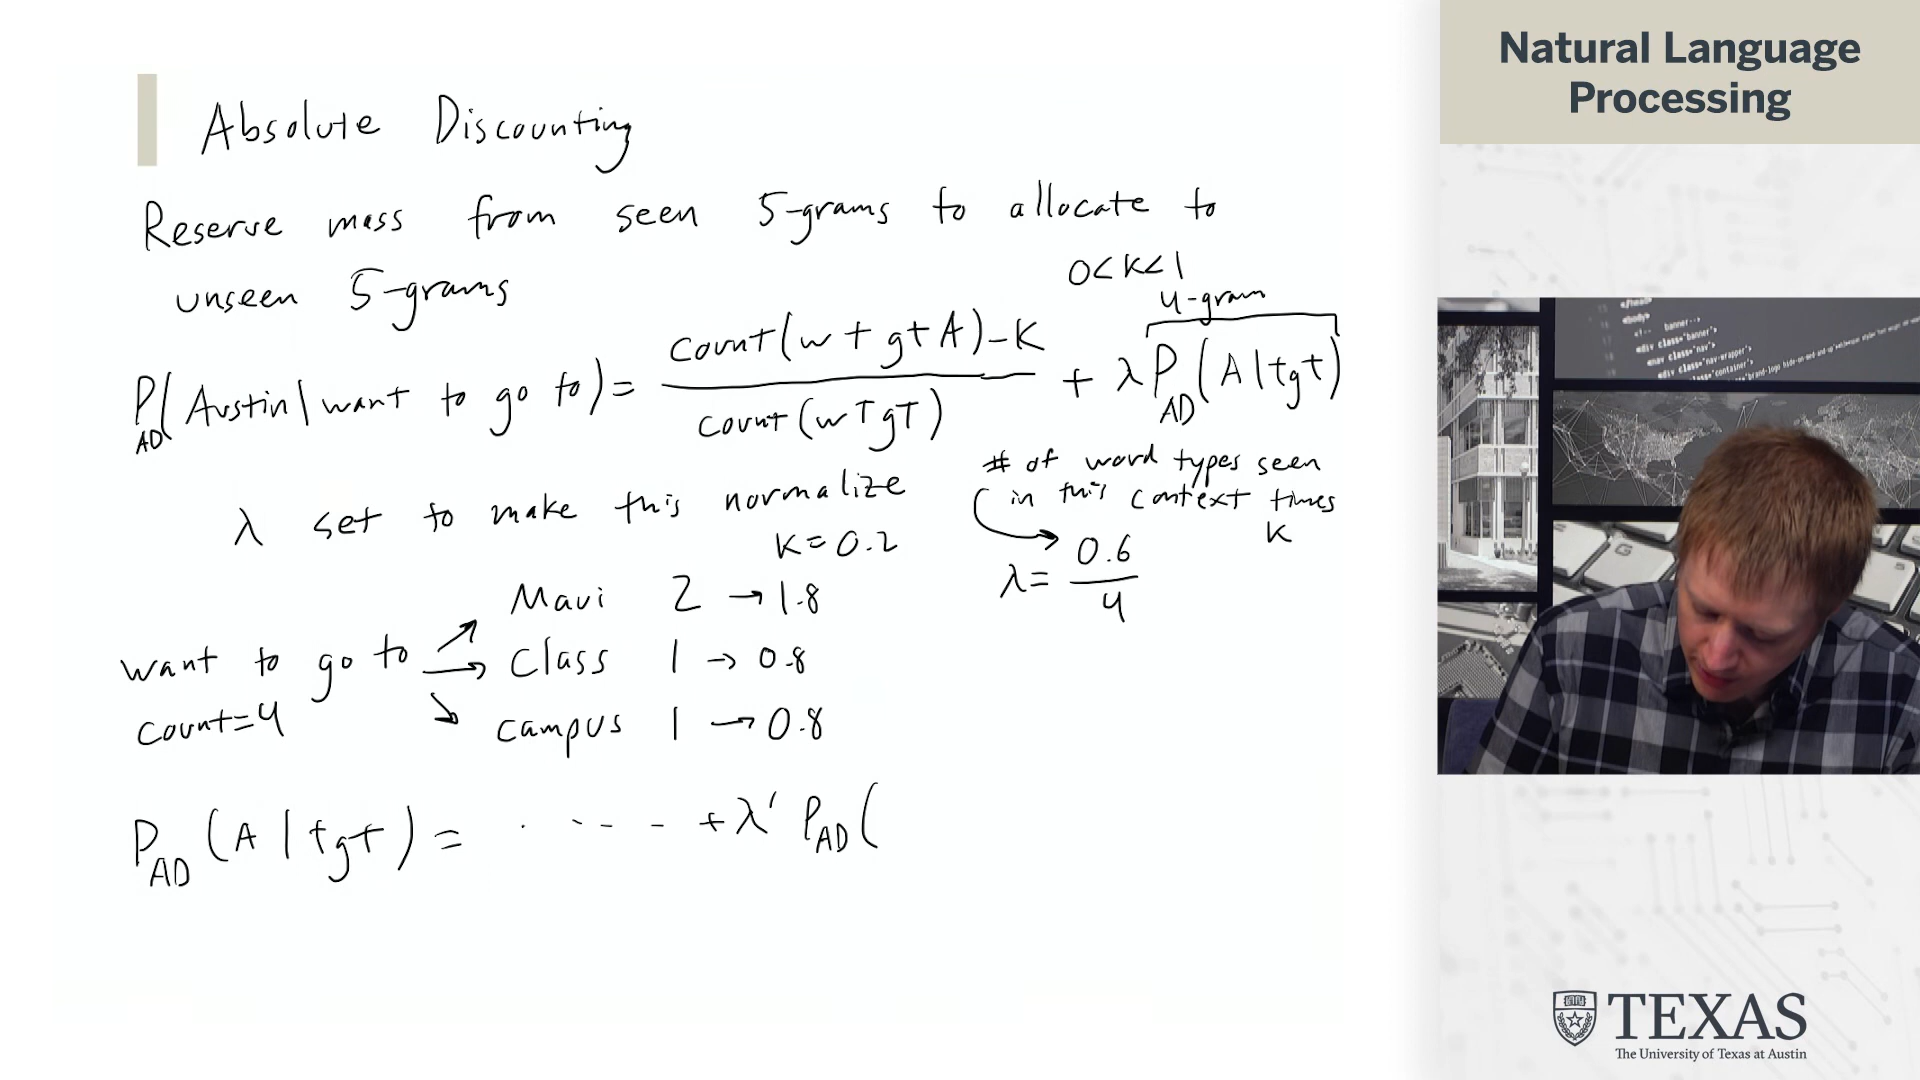 Absolute Discounting
Reserve mass from seen 5-grams to allocate to
unseen 5-grams
0<K<1
4-gram
P_AD(Austin|want to go to) = (count(w t g t A) - K) / (count(w T g T)) + λ P_AD(A|tgt)
λ set to make this normalize
K=0.2
# of word types seen
in this context times
K
λ = 0.6/4
want to go to
count=4
Maui 2 → 1.8
class 1 → 0.8
campus 1 → 0.8
P_AD(A|tgt) = . - - - - + λ' P_AD(
Natural Language
Processing
TEXAS
The University of Texas at Austin